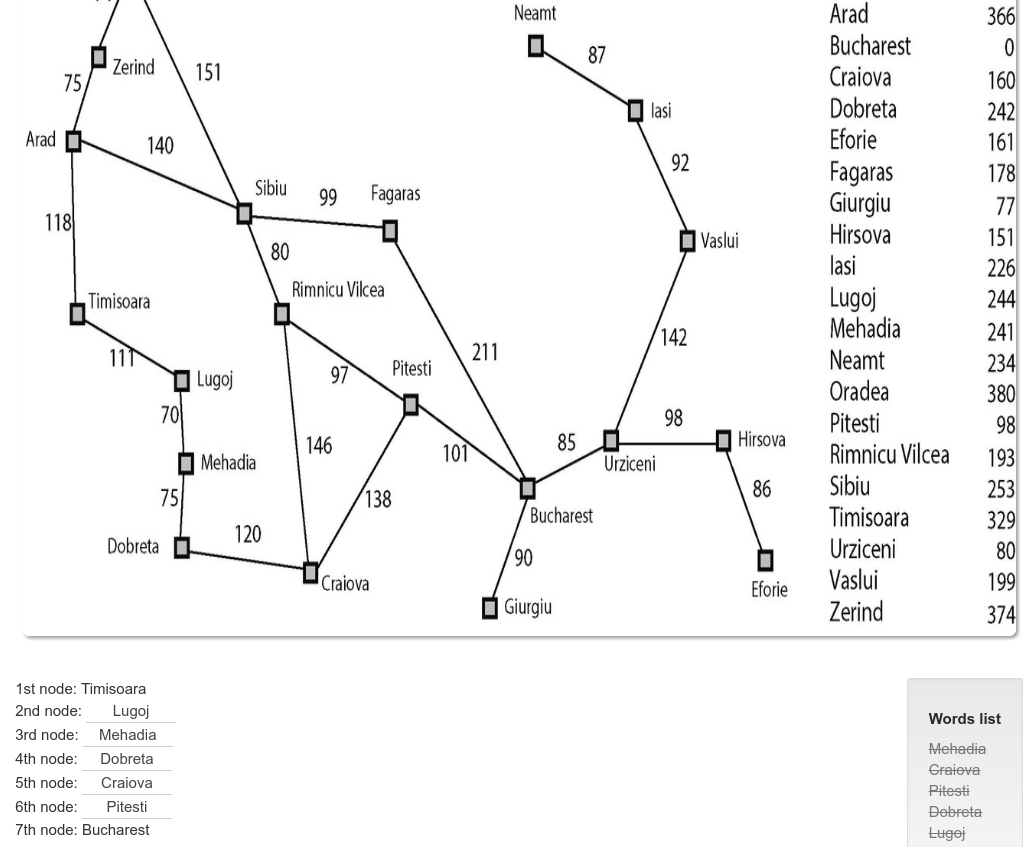 Neamt
87
Zerind
151
75
Iasi
Arad
140
92
Sibiu
99
Fagaras
118
Vaslui
80
Rimnicu Vilcea
Timisoara
142
211
111
97
Pitesti
Lugoj
70
98
146
101
85
Hirsova
Mehadia
Urziceni
75
138
86
Bucharest
120
Dobreta
90
Craiova
Eforie
Giurgiu
Arad 366
Bucharest 0
Craiova 160
Dobreta 242
Eforie 161
Fagaras 178
Giurgiu 77
Hirsova 151
Iasi 226
Lugoj 244
Mehadia 241
Neamt 234
Oradea 380
Pitesti 98
Rimnicu Vilcea 193
Sibiu 253
Timisoara 329
Urziceni 80
Vaslui 199
Zerind 374
1st node: Timisoara
2nd node: Lugoj
3rd node: Mehadia
4th node: Dobreta
5th node: Craiova
6th node: Pitesti
7th node: Bucharest
Words list
Mehadia
Craiova
Pitesti
Dobreta
Lugoj